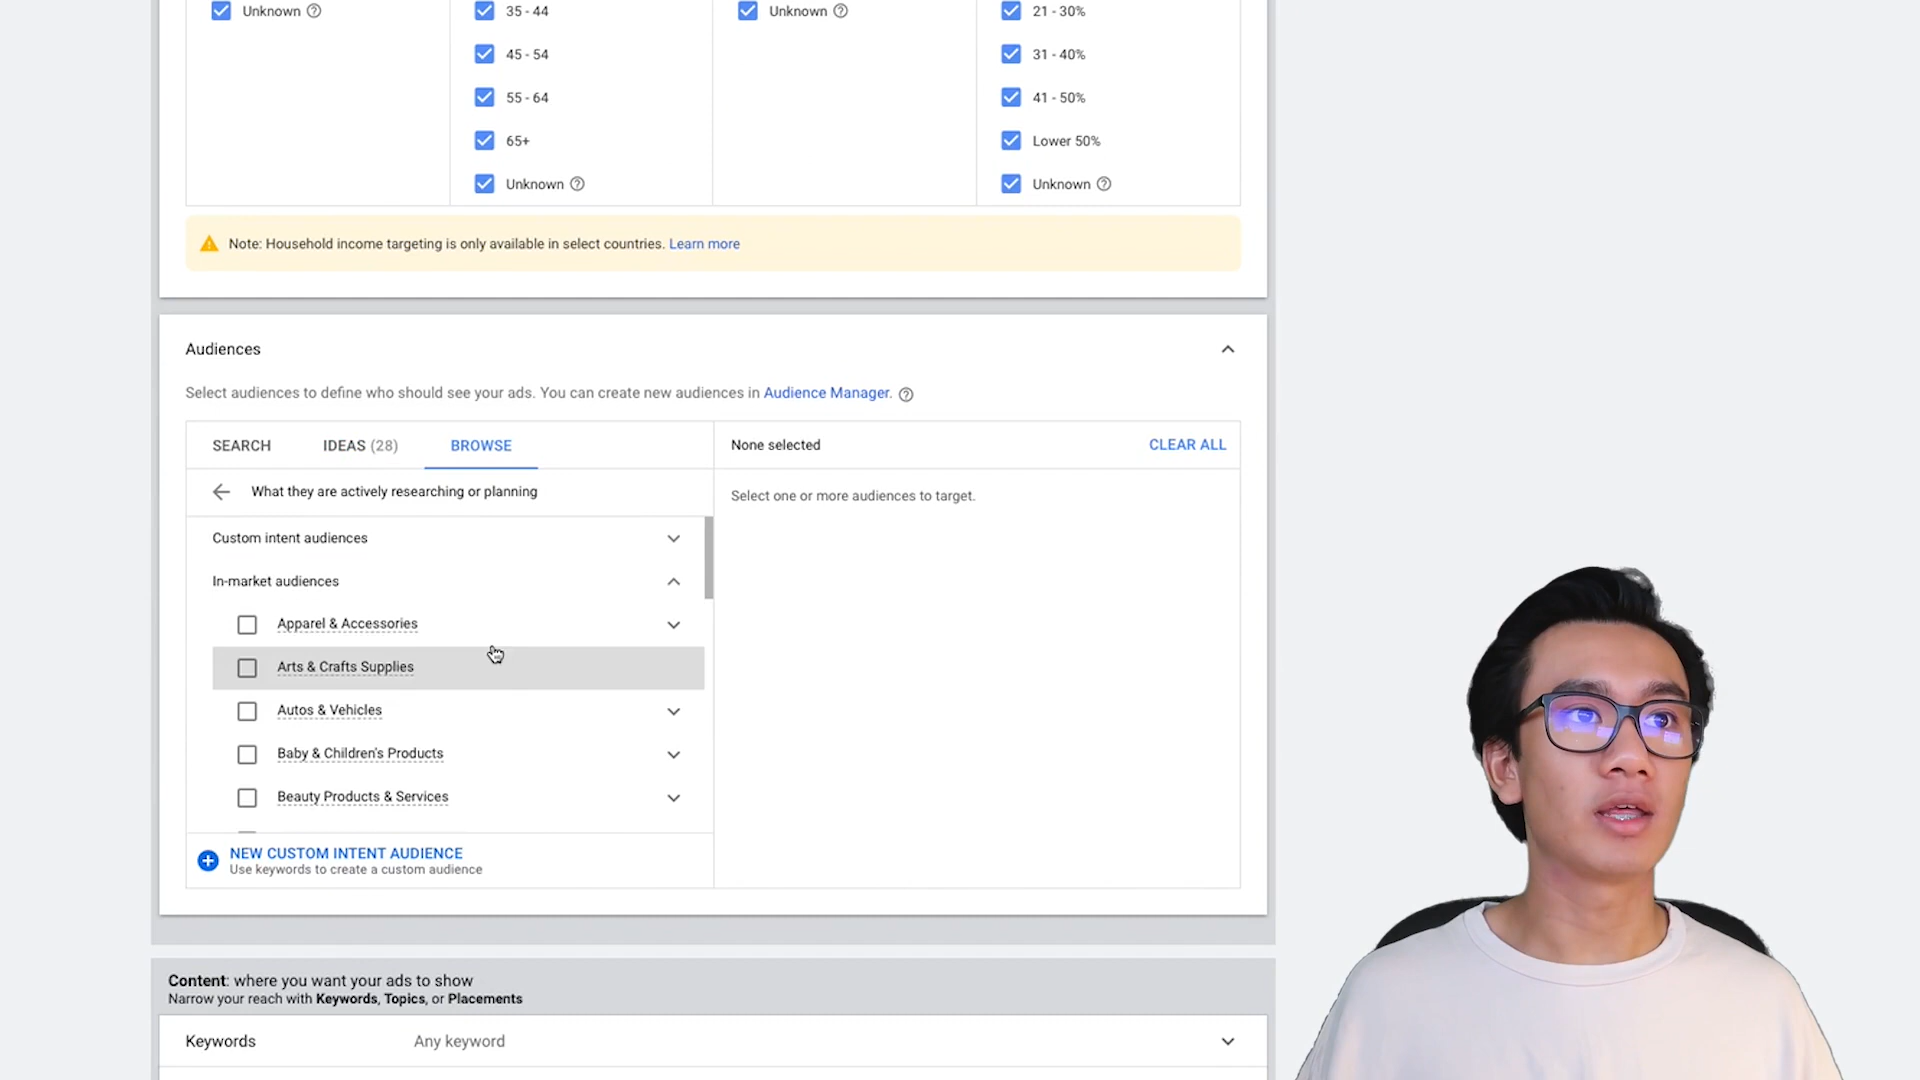 Unknown
35 - 44
Unknown
21 - 30%
45 - 54
31 - 40%
55 - 64
41 - 50%
65+
Lower 50%
Unknown
Unknown
Note: Household income targeting is only available in select countries. Learn more
Audiences
Select audiences to define who should see your ads. You can create new audiences in Audience Manager.
SEARCH
IDEAS (28)
BROWSE
None selected
CLEAR ALL
What they are actively researching or planning
Select one or more audiences to target.
Custom intent audiences
In-market audiences
Apparel & Accessories
Arts & Crafts Supplies
Autos & Vehicles
Baby & Children's Products
Beauty Products & Services
NEW CUSTOM INTENT AUDIENCE
Use keywords to create a custom audience
Content: where you want your ads to show
Narrow your reach with Keywords, Topics, or Placements
Keywords
Any keyword